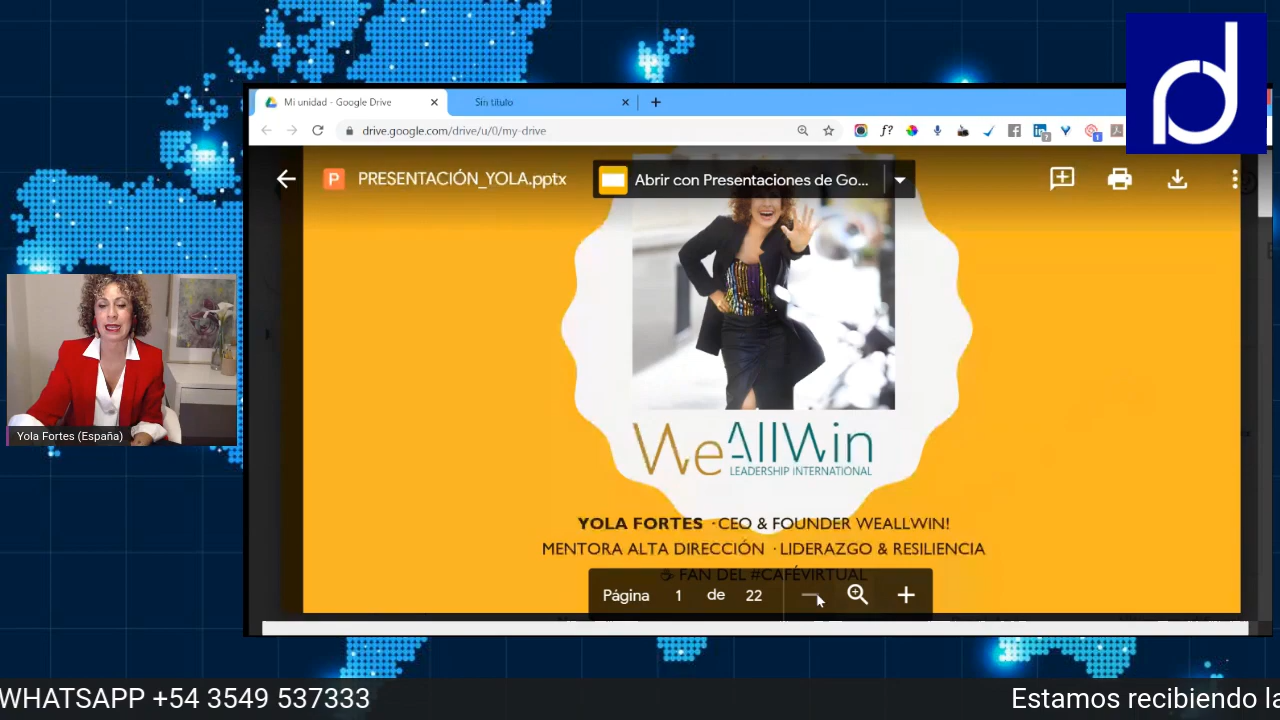 Mi unidad - Google Drive
Sin título
drive.google.com/drive/u/0/my-drive
PRESENTACIÓN_YOLA.pptx
Abrir con Presentaciones de Go...
WeAllWin
LEADERSHIP INTERNATIONAL
YOLA FORTES · CEO & FOUNDER WEALLWIN!
MENTORA ALTA DIRECCIÓN · LIDERAZGO & RESILIENCIA
☕ FAN DEL #CAFÉVIRTUAL
Página 1 de 22
Yola Fortes (España)
WHATSAPP +54 3549 537333
Estamos recibiendo la